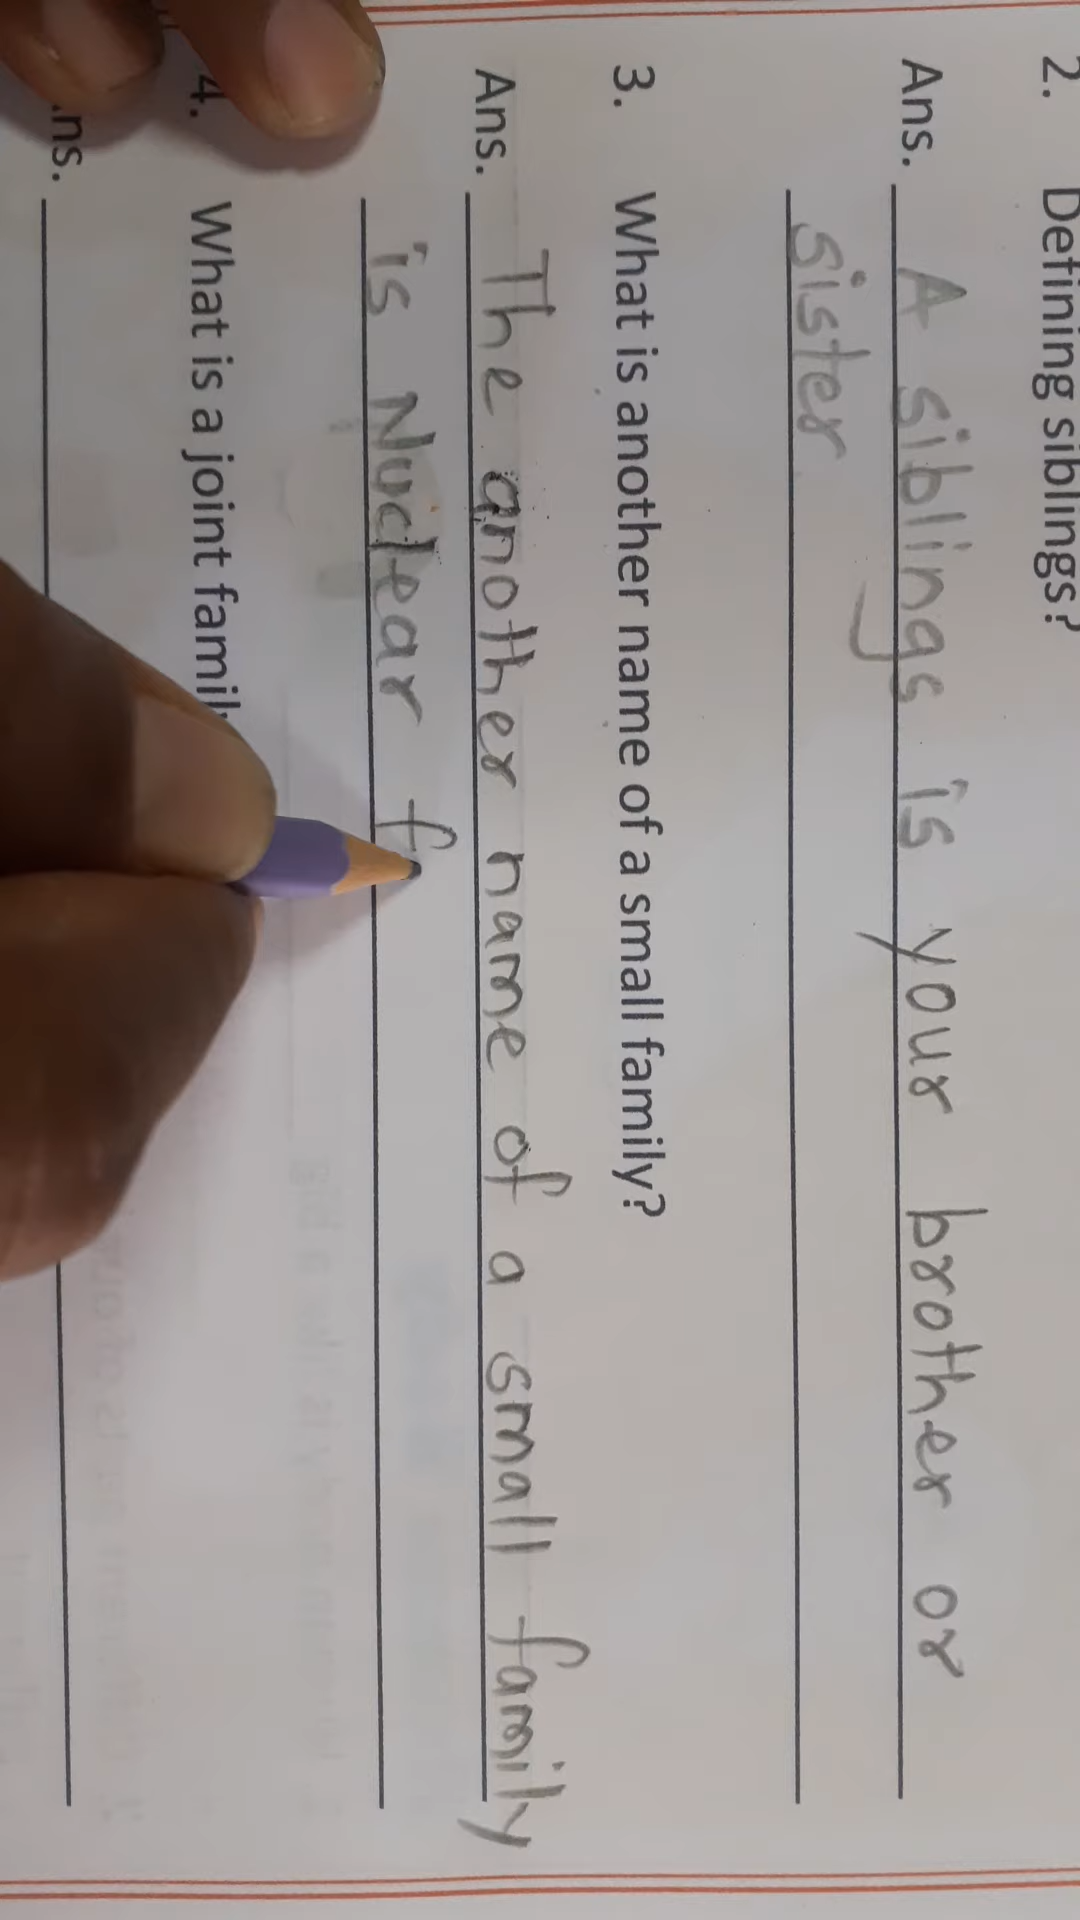 2. Defining siblings?
Ans. A siblings is your brother or
sister
3. What is another name of a small family?
Ans. The another name of a small family
is Nuclear f
4. What is a joint family
ns.